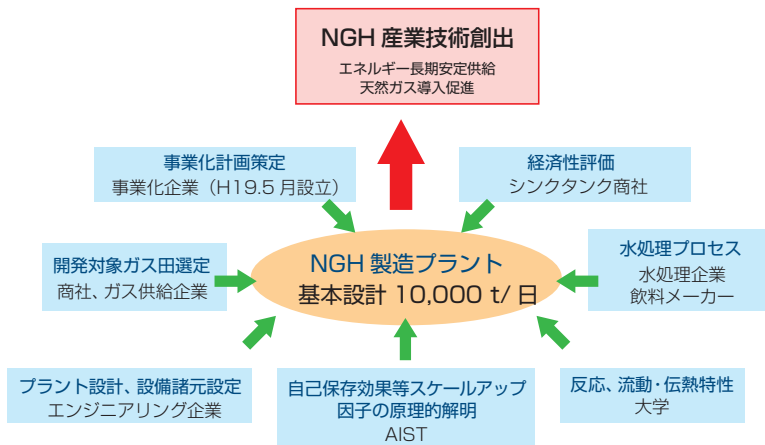 NGH 産業技術創出
エネルギー長期安定供給
天然ガス導入促進
事業化計画策定
事業化企業（H19.5 月設立）
経済性評価
シンクタンク商社
開発対象ガス田選定
商社、ガス供給企業
NGH 製造プラント
基本設計 10,000 t/ 日
水処理プロセス
水処理企業
飲料メーカー
プラント設計、設備諸元設定
エンジニアリング企業
自己保存効果等スケールアップ
因子の原理的解明
AIST
反応、流動・伝熱特性
大学